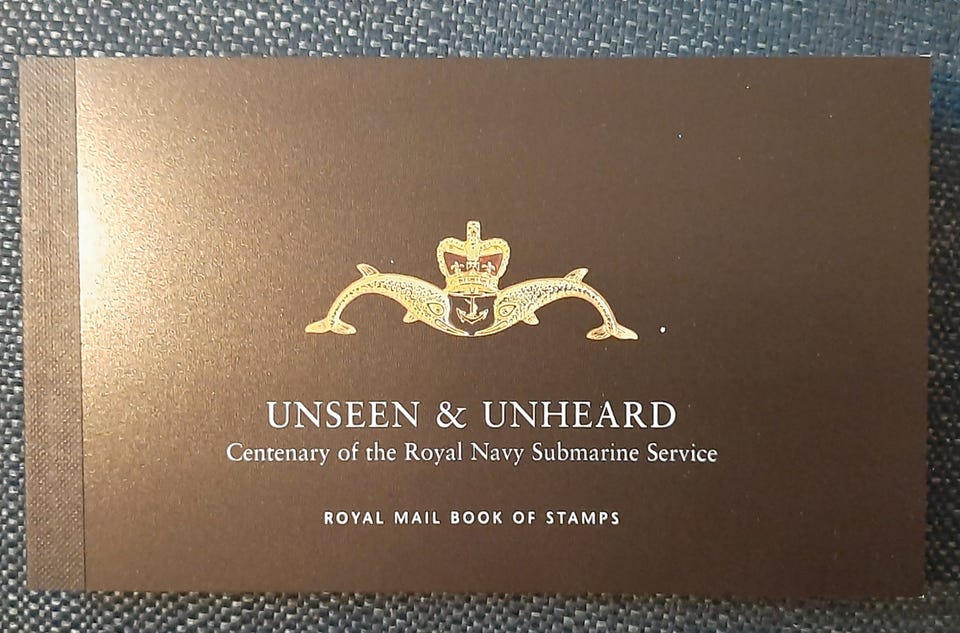 UNSEEN & UNHEARD
Centenary of the Royal Navy Submarine Service
ROYAL MAIL BOOK OF STAMPS